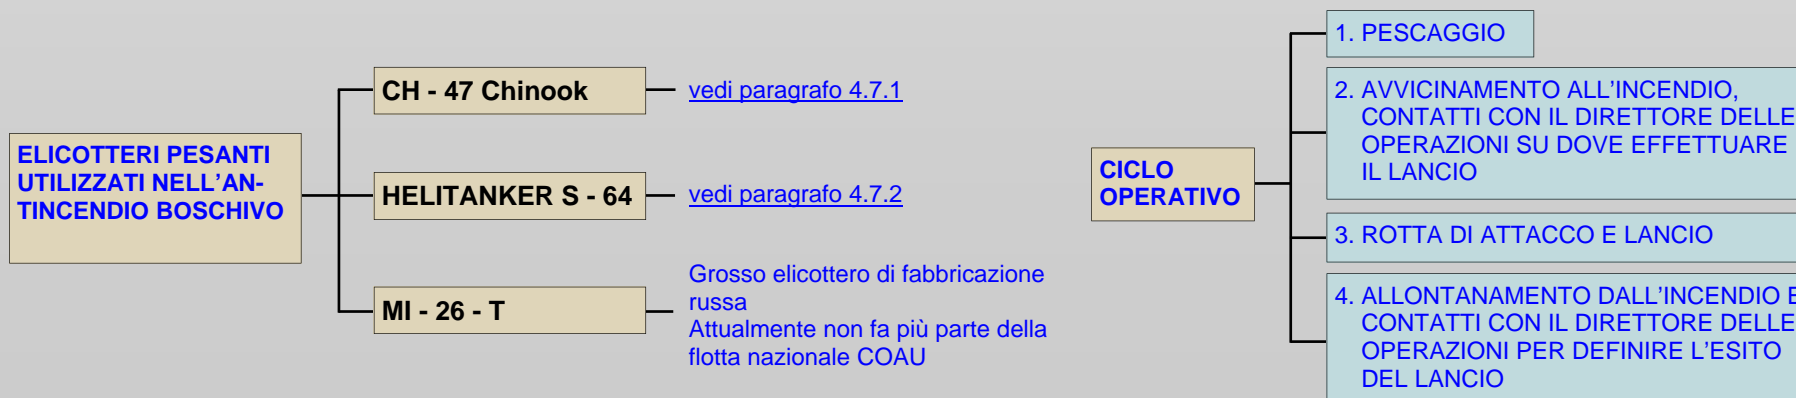 ELICOTTERI PESANTI
UTILIZZATI NELL'AN-
TINCENDIO BOSCHIVO
CH - 47 Chinook
vedi paragrafo 4.7.1
HELITANKER S - 64
vedi paragrafo 4.7.2
MI - 26 - T
Grosso elicottero di fabbricazione
russa
Attualmente non fa più parte della
flotta nazionale COAU
CICLO
OPERATIVO
1. PESCAGGIO
2. AVVICINAMENTO ALL'INCENDIO,
CONTATTI CON IL DIRETTORE DELLE
OPERAZIONI SU DOVE EFFETTUARE
IL LANCIO
3. ROTTA DI ATTACCO E LANCIO
4. ALLONTANAMENTO DALL'INCENDIO E
CONTATTI CON IL DIRETTORE DELLE
OPERAZIONI PER DEFINIRE L'ESITO
DEL LANCIO